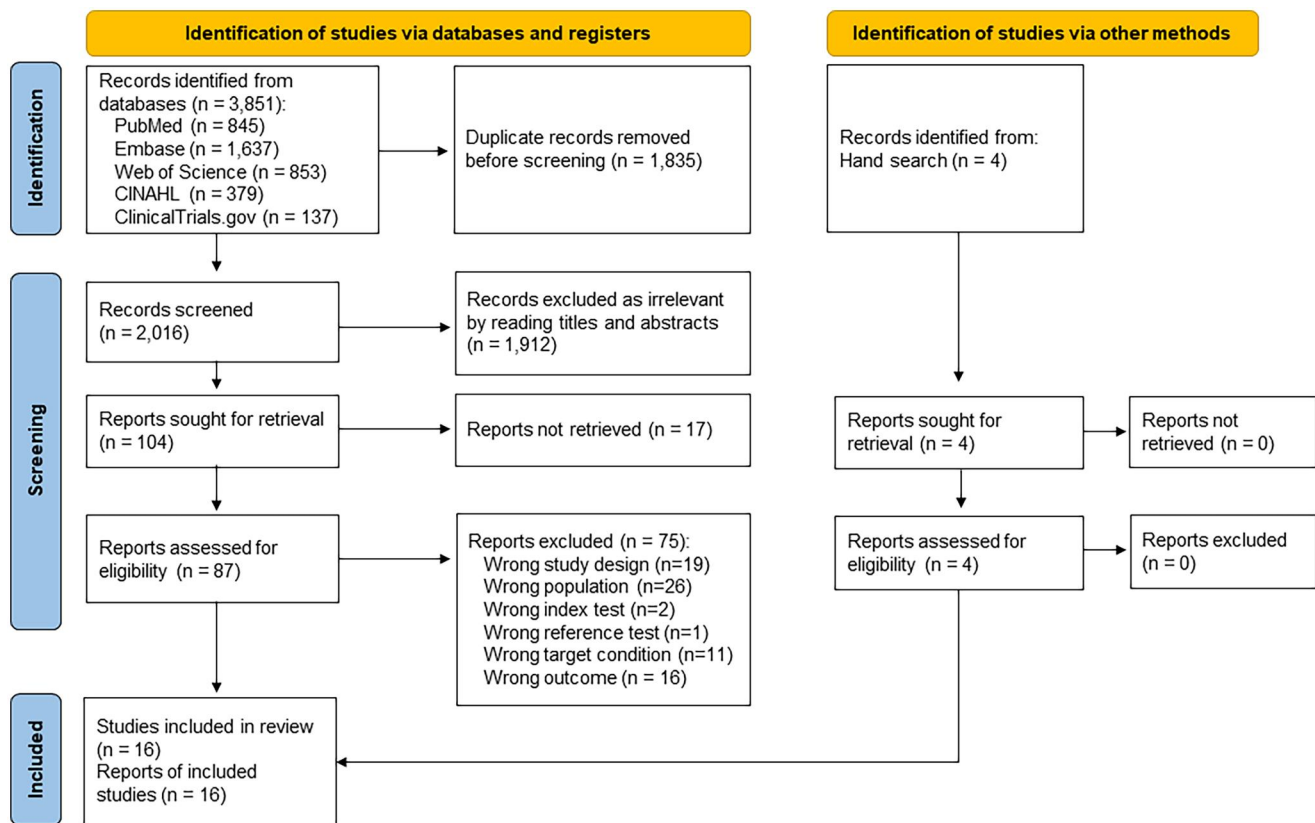 Identification of studies via databases and registers
Identification of studies via other methods
Identification
Records identified from
databases (n = 3,851):
PubMed (n = 845)
Embase (n = 1,637)
Web of Science (n = 853)
CINAHL (n = 379)
ClinicalTrials.gov (n = 137)
Duplicate records removed
before screening (n = 1,835)
Records identified from:
Hand search (n = 4)
Screening
Records screened
(n = 2,016)
Records excluded as irrelevant
by reading titles and abstracts
(n = 1,912)
Reports sought for retrieval
(n = 104)
Reports not retrieved (n = 17)
Reports sought for
retrieval (n = 4)
Reports not
retrieved (n = 0)
Reports assessed for
eligibility (n = 87)
Reports excluded (n = 75):
Wrong study design (n=19)
Wrong population (n=26)
Wrong index test (n=2)
Wrong reference test (n=1)
Wrong target condition (n=11)
Wrong outcome (n = 16)
Reports assessed for
eligibility (n = 4)
Reports excluded
(n = 0)
Included
Studies included in review
(n = 16)
Reports of included
studies (n = 16)